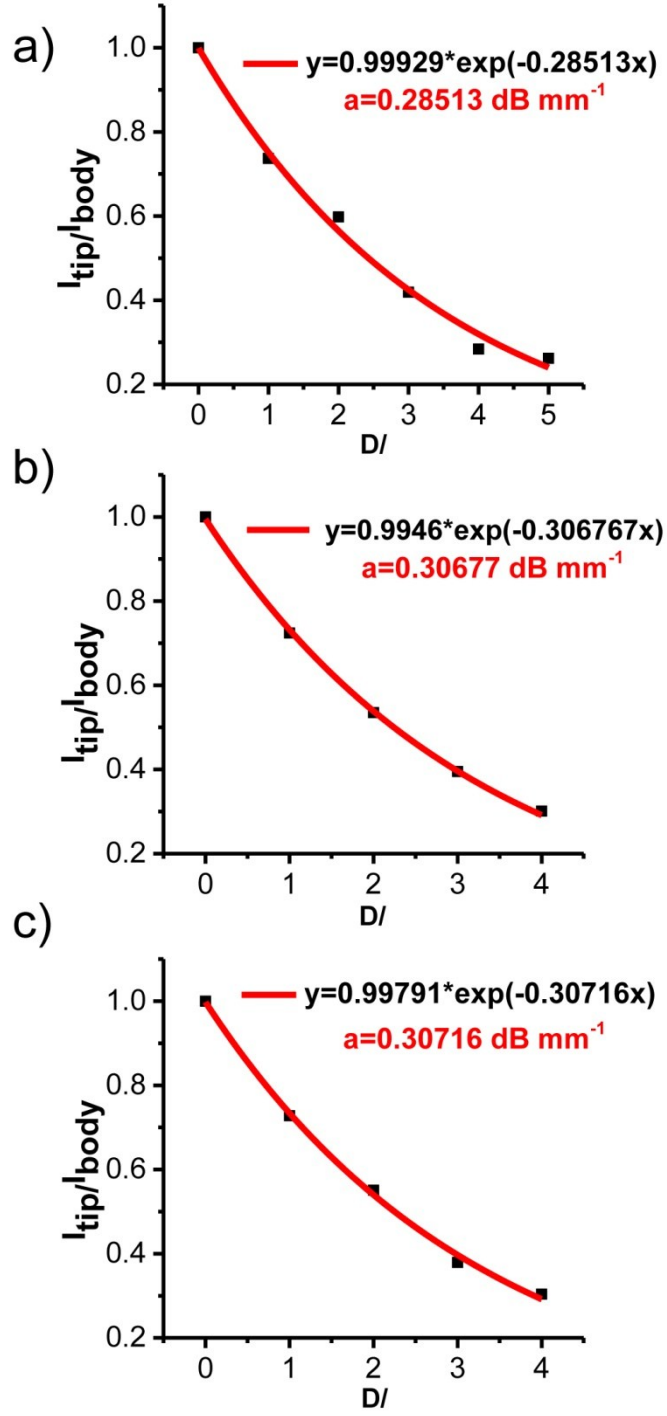 a)
y=0.99929*exp(-0.28513x)
a=0.28513 dB mm-1
Itip/Ibody
1.0
0.8
0.6
0.4
0.2
0 1 2 3 4 5
D/
b)
y=0.9946*exp(-0.306767x)
a=0.30677 dB mm-1
Itip/Ibody
1.0
0.8
0.6
0.4
0.2
0 1 2 3 4
D/
c)
y=0.99791*exp(-0.30716x)
a=0.30716 dB mm-1
Itip/Ibody
1.0
0.8
0.6
0.4
0.2
0 1 2 3 4
D/